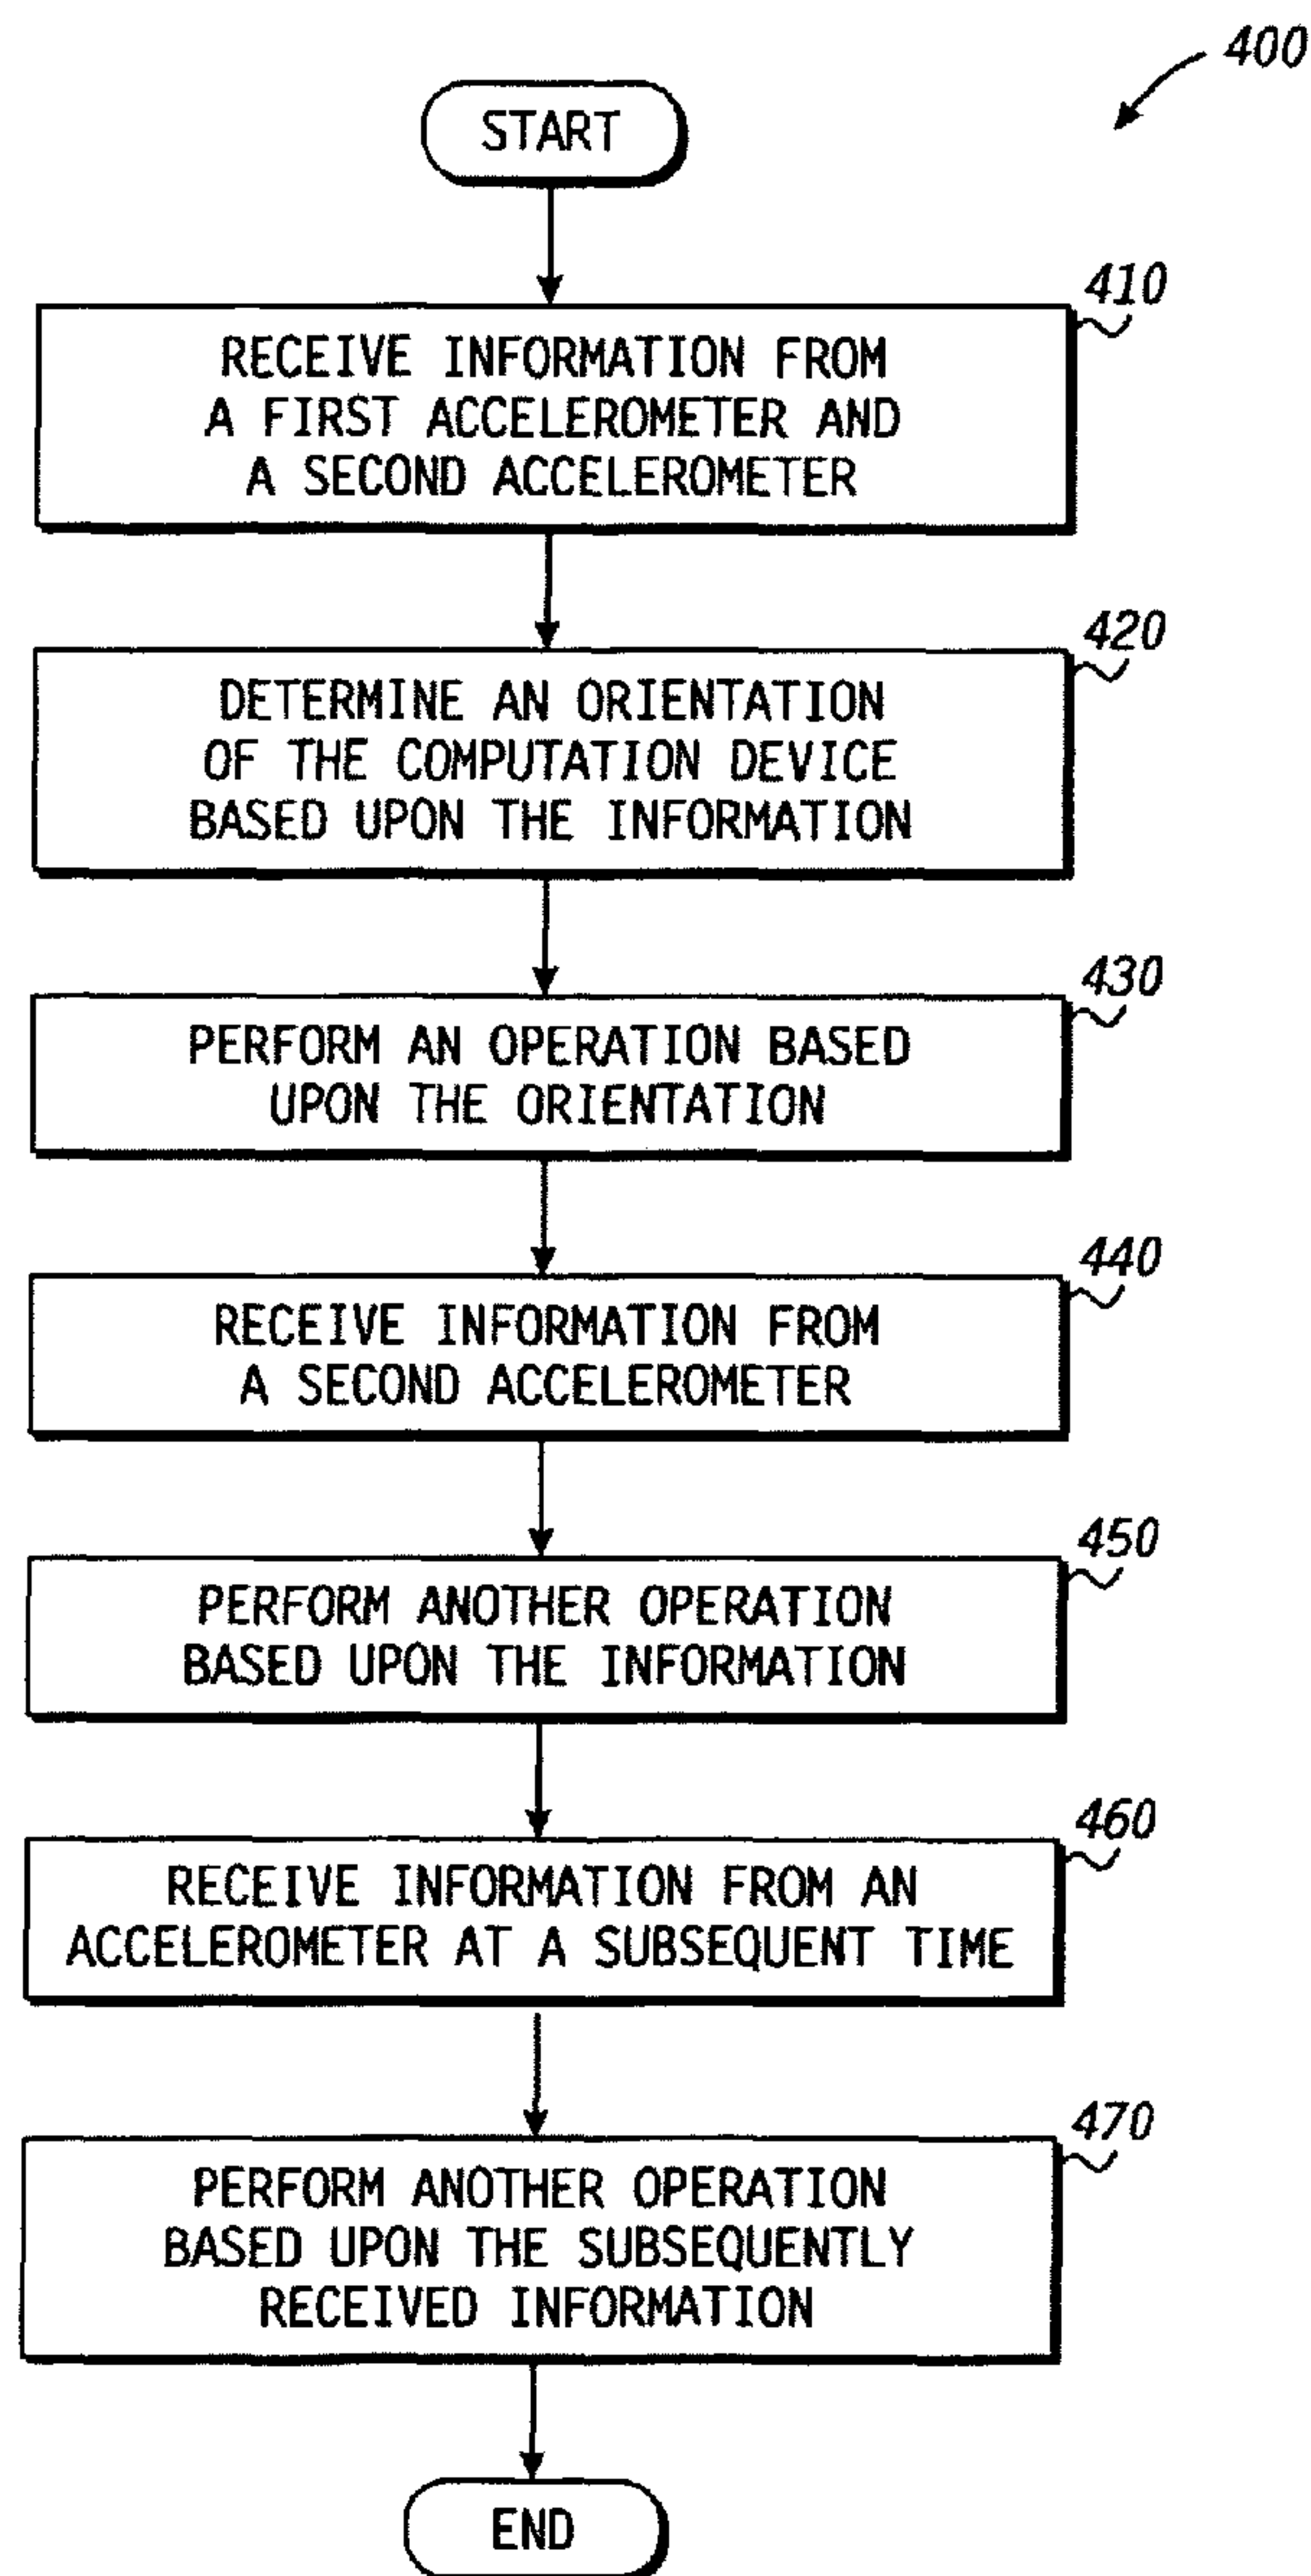 400
START
410
RECEIVE INFORMATION FROM
A FIRST ACCELEROMETER AND
A SECOND ACCELEROMETER
420
DETERMINE AN ORIENTATION
OF THE COMPUTATION DEVICE
BASED UPON THE INFORMATION
430
PERFORM AN OPERATION BASED
UPON THE ORIENTATION
440
RECEIVE INFORMATION FROM
A SECOND ACCELEROMETER
450
PERFORM ANOTHER OPERATION
BASED UPON THE INFORMATION
460
RECEIVE INFORMATION FROM AN
ACCELEROMETER AT A SUBSEQUENT TIME
470
PERFORM ANOTHER OPERATION
BASED UPON THE SUBSEQUENTLY
RECEIVED INFORMATION
END